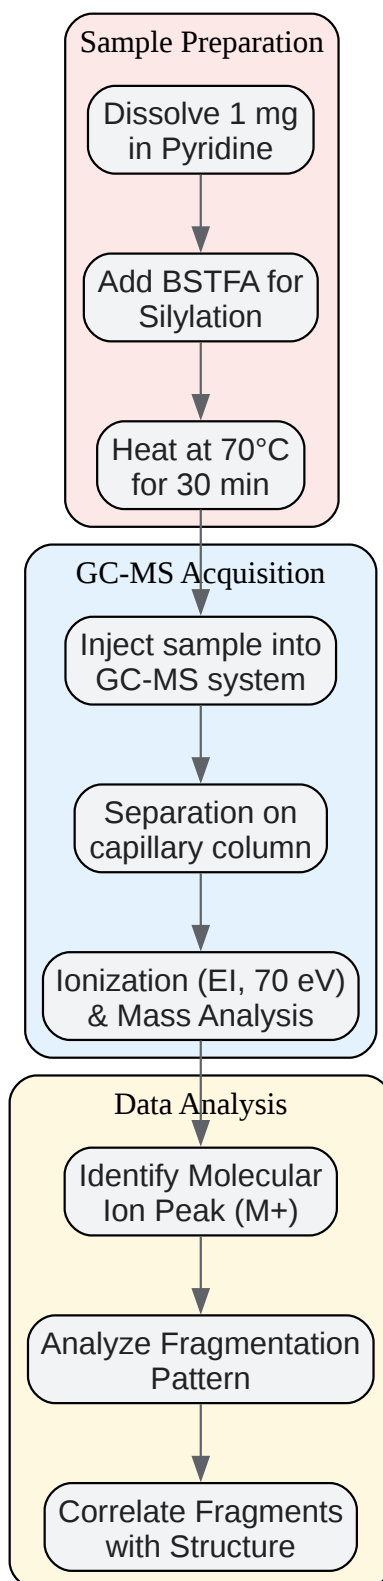 Sample Preparation
Dissolve 1 mg
in Pyridine
Add BSTFA for
Silylation
Heat at 70°C
for 30 min
GC-MS Acquisition
Inject sample into
GC-MS system
Separation on
capillary column
Ionization (EI, 70 eV)
& Mass Analysis
Data Analysis
Identify Molecular
Ion Peak (M+)
Analyze Fragmentation
Pattern
Correlate Fragments
with Structure